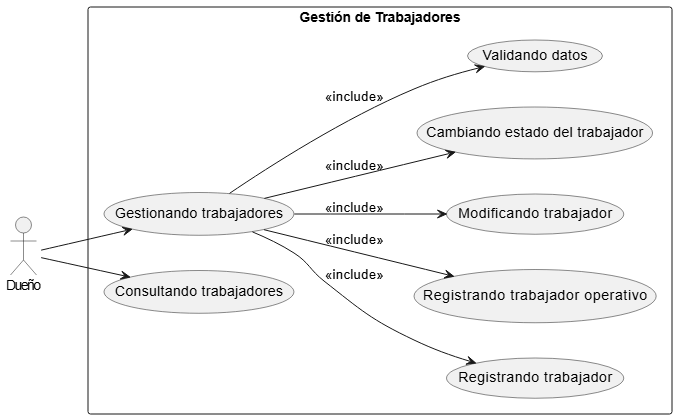 Gestión de Trabajadores
Validando datos
«include»
Cambiando estado del trabajador
«include»
Gestionando trabajadores
«include»
Modificando trabajador
«include»
Dueño
Consultando trabajadores
«include»
Registrando trabajador operativo
Registrando trabajador